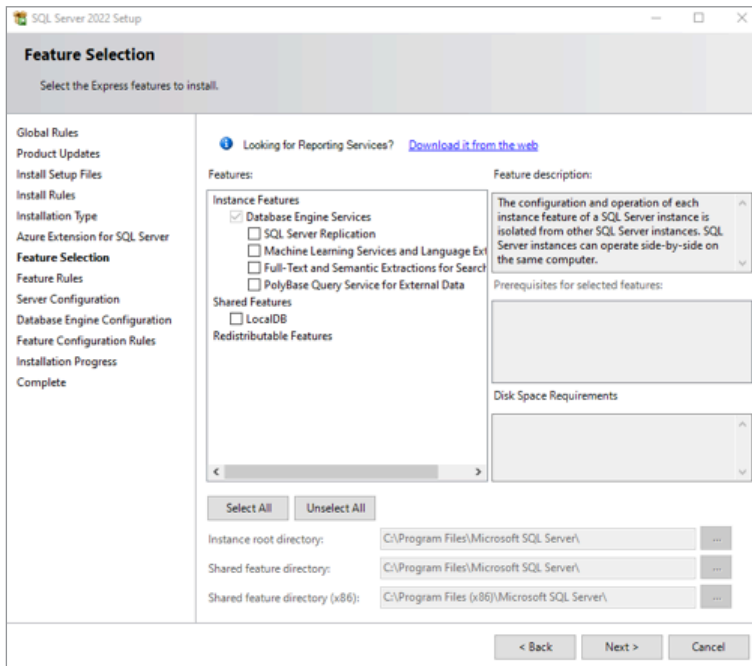 SQL Server 2022 Setup
Feature Selection
Select the Express features to install.
Global Rules
Product Updates
Install Setup Files
Install Rules
Installation Type
Azure Extension for SQL Server
Feature Selection
Feature Rules
Server Configuration
Database Engine Configuration
Feature Configuration Rules
Installation Progress
Complete
Looking for Reporting Services? Download it from the web
Features:
Instance Features
Database Engine Services
SQL Server Replication
Machine Learning Services and Language Ext
Full-Text and Semantic Extractions for Search
PolyBase Query Service for External Data
Shared Features
LocalDB
Redistributable Features
Feature description:
The configuration and operation of each
instance feature of a SQL Server instance is
isolated from other SQL Server instances. SQL
Server instances can operate side-by-side on
the same computer.
Prerequisites for selected features:
Disk Space Requirements
Select All
Unselect All
Instance root directory: C:\Program Files\Microsoft SQL Server\ ...
Shared feature directory: C:\Program Files\Microsoft SQL Server\ ...
Shared feature directory (x86): C:\Program Files (x86)\Microsoft SQL Server\ ...
< Back
Next >
Cancel